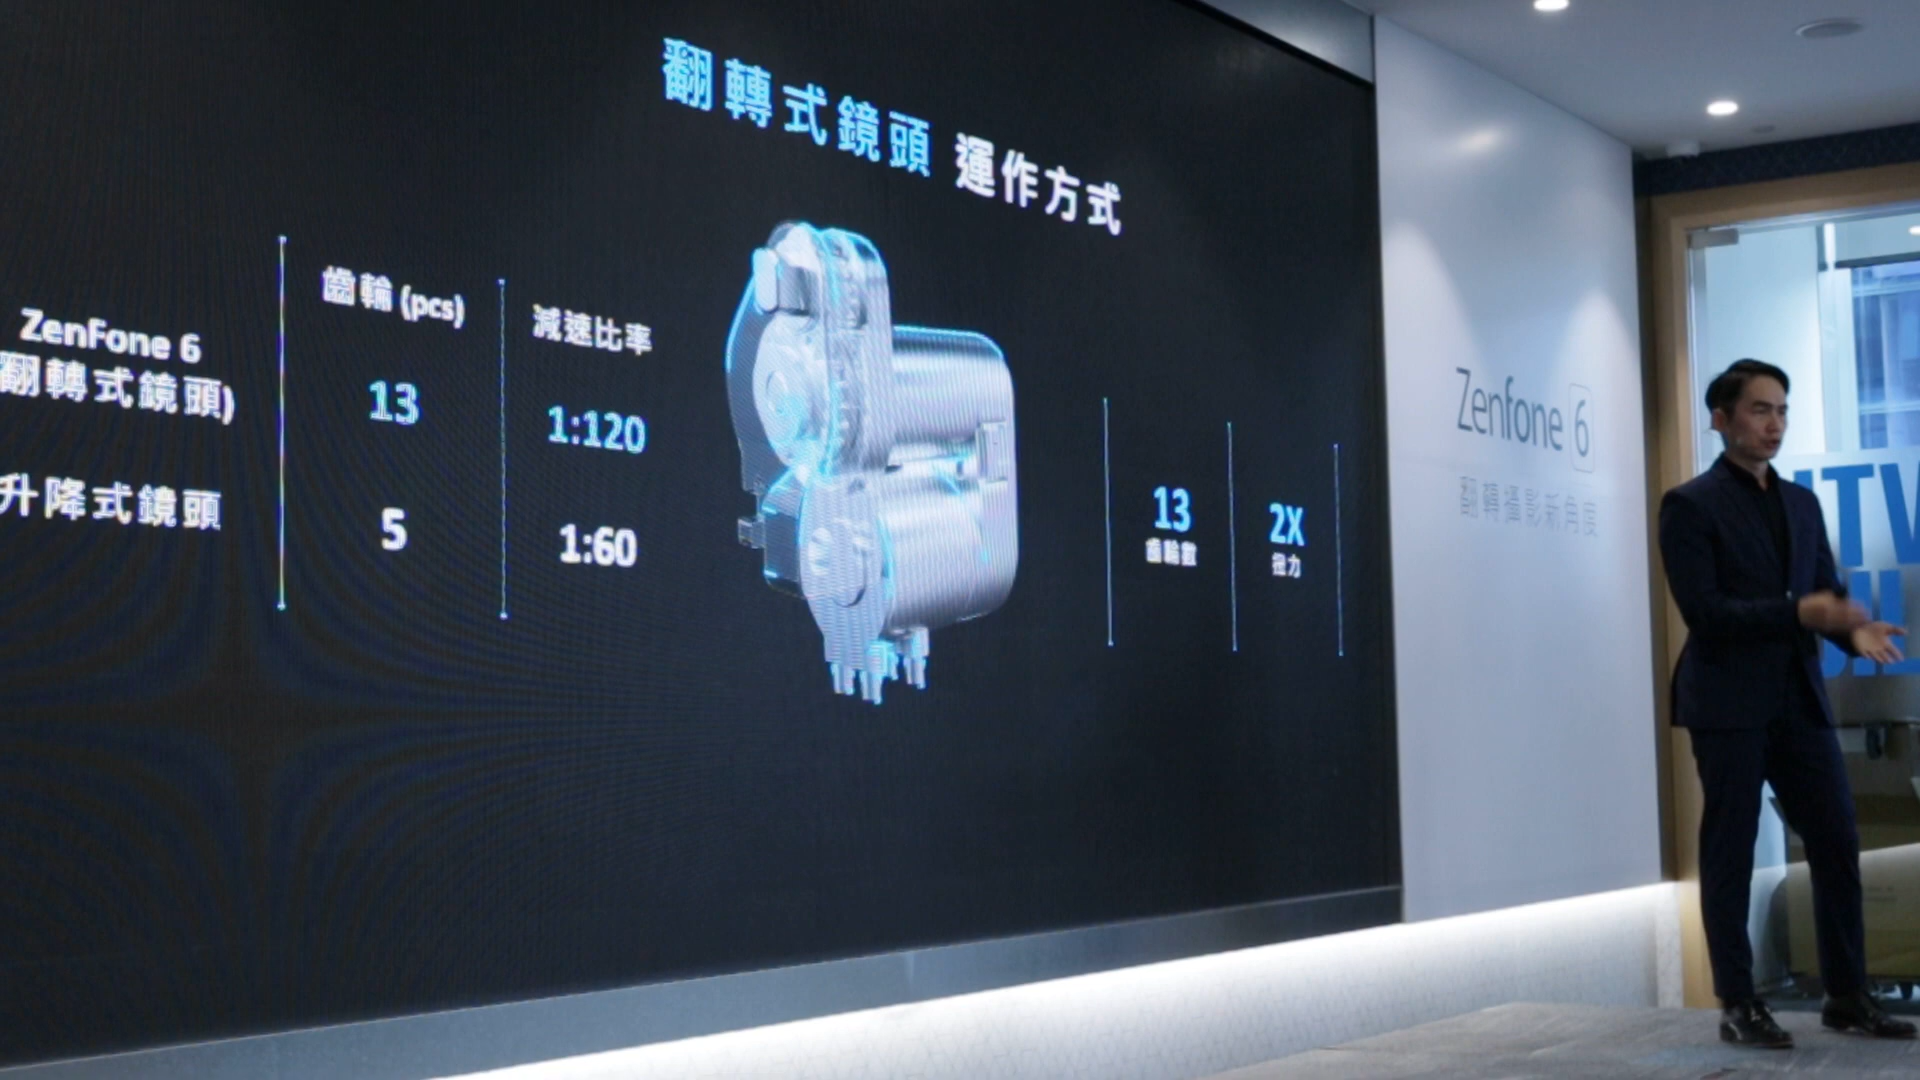 翻轉式鏡頭 運作方式
齒輪 (pcs)
減速比率
ZenFone 6
翻轉式鏡頭)
13
1:120
升降式鏡頭
5
1:60
13
齒輪數
2X
扭力
Zenfone 6
翻轉攝影新角度